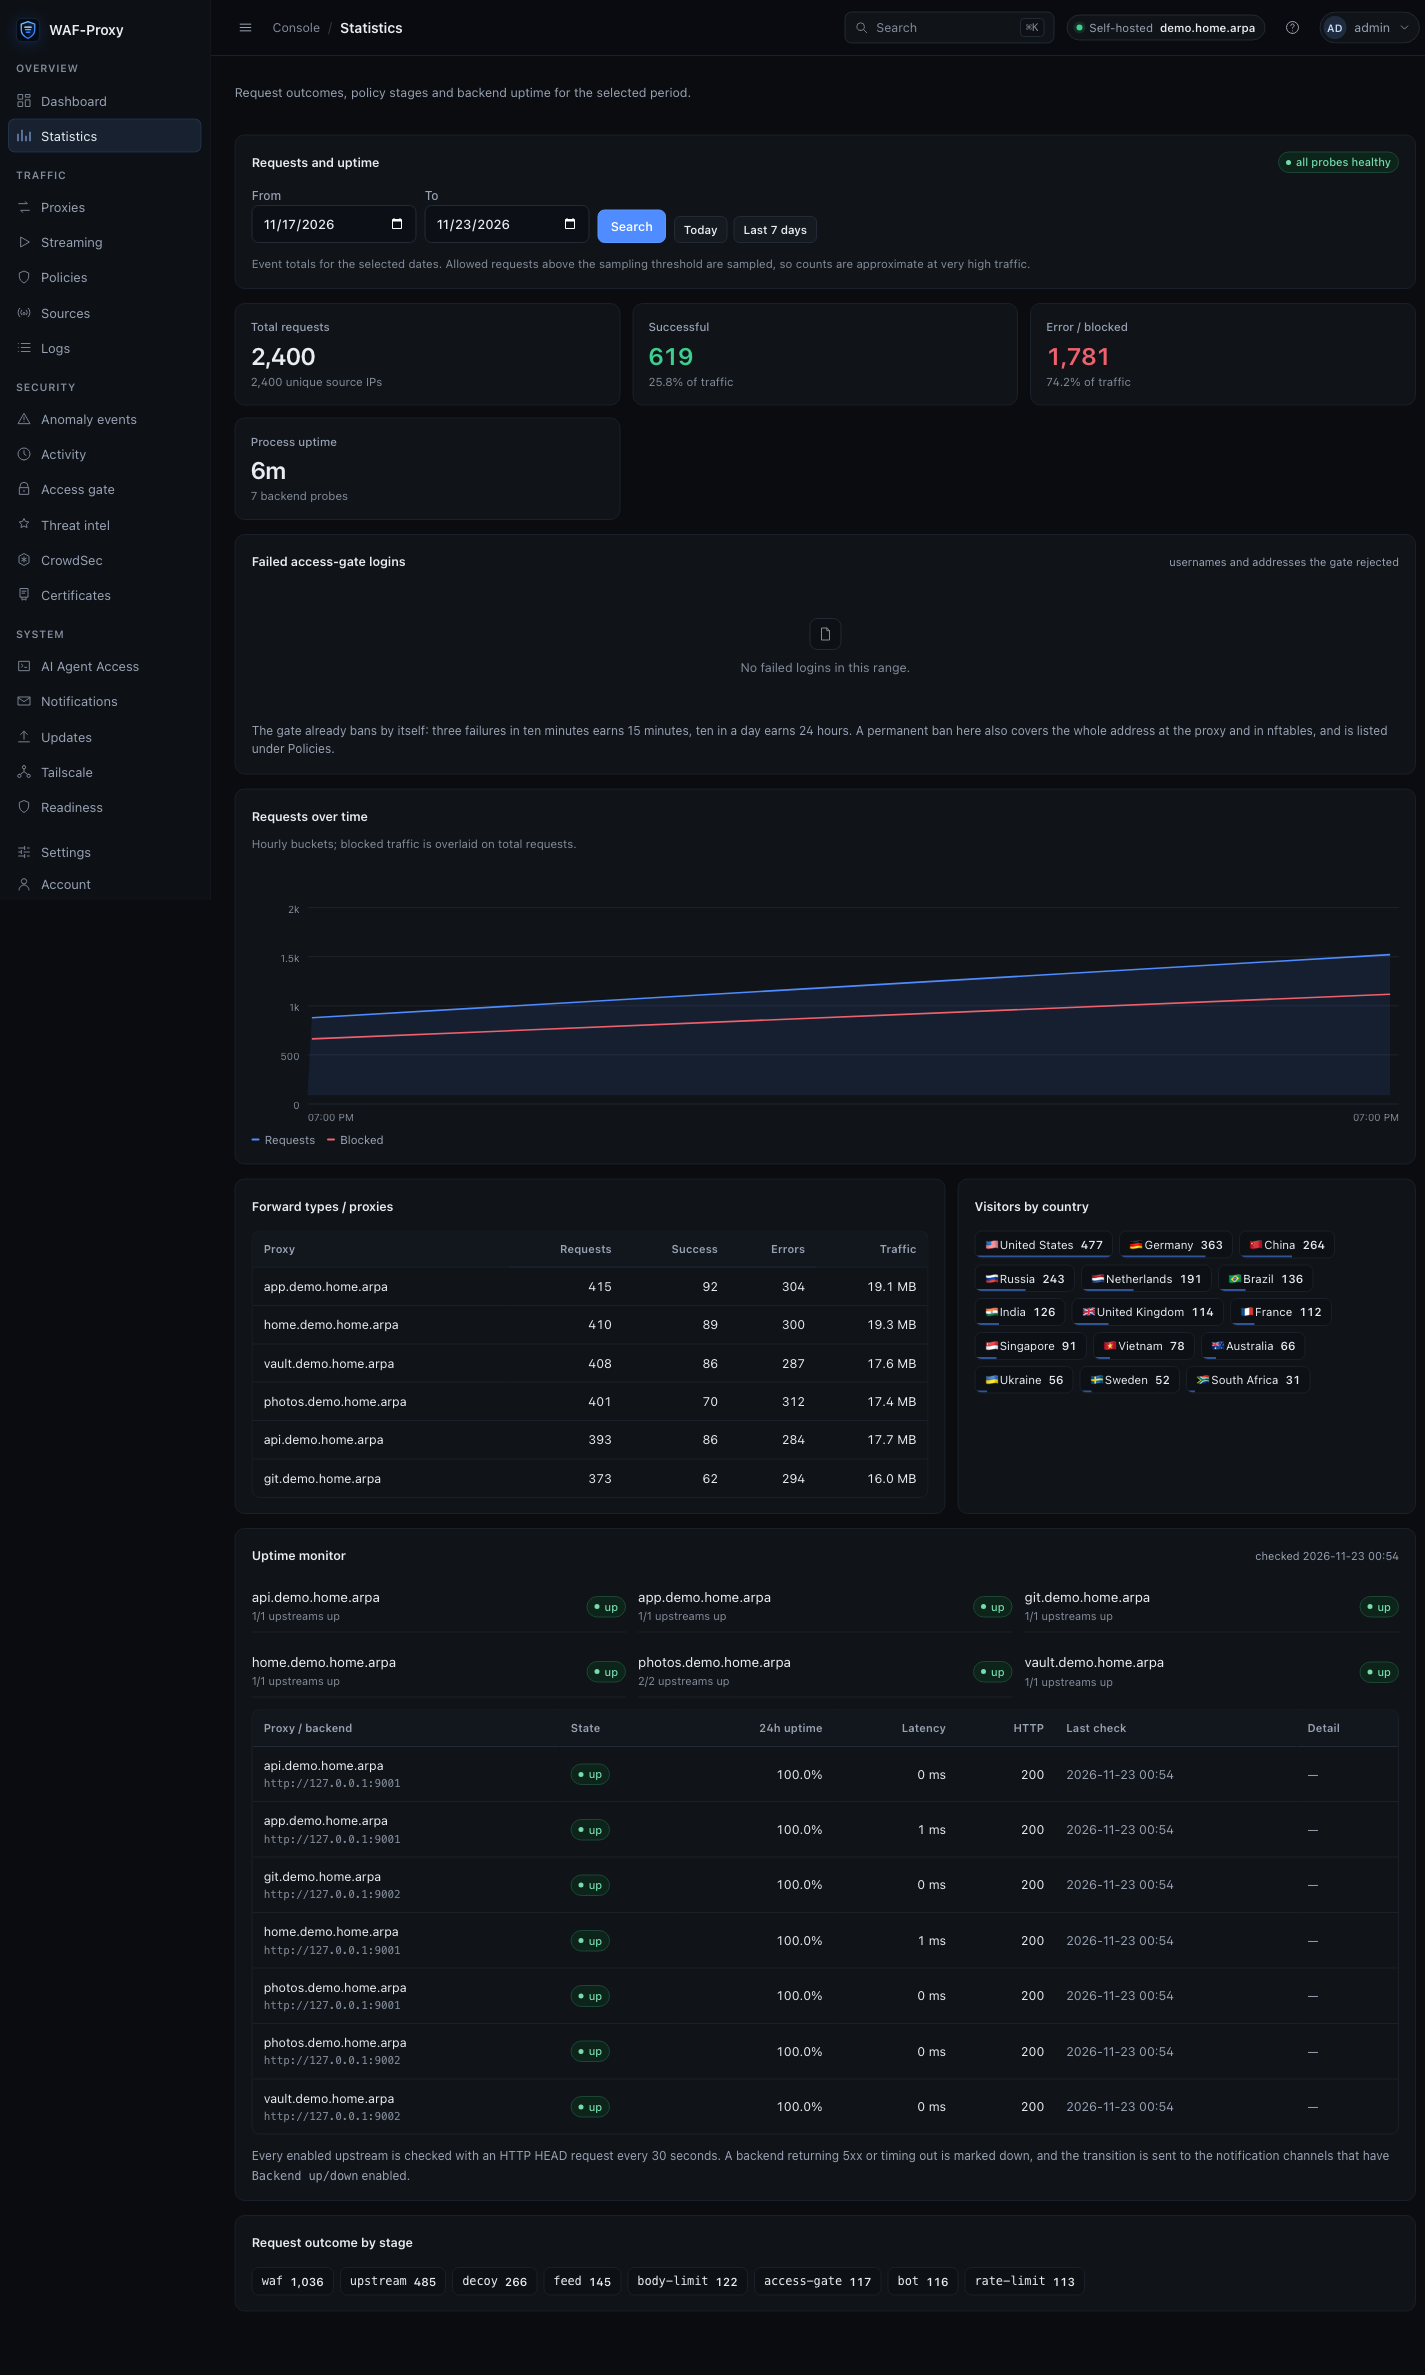 WAF-Proxy
OVERVIEW
Dashboard
Statistics
TRAFFIC
Proxies
Streaming
Policies
Sources
Logs
SECURITY
Anomaly events
Activity
Access gate
Threat intel
CrowdSec
Certificates
SYSTEM
AI Agent Access
Notifications
Updates
Tailscale
Readiness
Settings
Account
Console / Statistics
Search ⌘K
Self-hosted demo.home.arpa
AD admin
Request outcomes, policy stages and backend uptime for the selected period.
Requests and uptime
all probes healthy
From To
11/17/2026 11/23/2026 Search Today Last 7 days
Event totals for the selected dates. Allowed requests above the sampling threshold are sampled, so counts are approximate at very high traffic.
Total requests
2,400
2,400 unique source IPs
Successful
619
25.8% of traffic
Error / blocked
1,781
74.2% of traffic
Process uptime
6m
7 backend probes
Failed access-gate logins
usernames and addresses the gate rejected
No failed logins in this range.
The gate already bans by itself: three failures in ten minutes earns 15 minutes, ten in a day earns 24 hours. A permanent ban here also covers the whole address at the proxy and in nftables, and is listed
under Policies.
Requests over time
Hourly buckets; blocked traffic is overlaid on total requests.
2k
1.5k
1k
500
0
07:00 PM 07:00 PM
Requests Blocked
Forward types / proxies
Proxy Requests Success Errors Traffic
app.demo.home.arpa 415 92 304 19.1 MB
home.demo.home.arpa 410 89 300 19.3 MB
vault.demo.home.arpa 408 86 287 17.6 MB
photos.demo.home.arpa 401 70 312 17.4 MB
api.demo.home.arpa 393 86 284 17.7 MB
git.demo.home.arpa 373 62 294 16.0 MB
Visitors by country
United States 477 Germany 363 China 264
Russia 243 Netherlands 191 Brazil 136
India 126 United Kingdom 114 France 112
Singapore 91 Vietnam 78 Australia 66
Ukraine 56 Sweden 52 South Africa 31
Uptime monitor
checked 2026-11-23 00:54
api.demo.home.arpa
1/1 upstreams up
up
app.demo.home.arpa
1/1 upstreams up
up
git.demo.home.arpa
1/1 upstreams up
up
home.demo.home.arpa
1/1 upstreams up
up
photos.demo.home.arpa
2/2 upstreams up
up
vault.demo.home.arpa
1/1 upstreams up
up
Proxy / backend State 24h uptime Latency HTTP Last check Detail
api.demo.home.arpa
http://127.0.0.1:9001
up 100.0% 0 ms 200 2026-11-23 00:54 —
app.demo.home.arpa
http://127.0.0.1:9001
up 100.0% 1 ms 200 2026-11-23 00:54 —
git.demo.home.arpa
http://127.0.0.1:9002
up 100.0% 0 ms 200 2026-11-23 00:54 —
home.demo.home.arpa
http://127.0.0.1:9001
up 100.0% 1 ms 200 2026-11-23 00:54 —
photos.demo.home.arpa
http://127.0.0.1:9001
up 100.0% 0 ms 200 2026-11-23 00:54 —
photos.demo.home.arpa
http://127.0.0.1:9002
up 100.0% 0 ms 200 2026-11-23 00:54 —
vault.demo.home.arpa
http://127.0.0.1:9002
up 100.0% 0 ms 200 2026-11-23 00:54 —
Every enabled upstream is checked with an HTTP HEAD request every 30 seconds. A backend returning 5xx or timing out is marked down, and the transition is sent to the notification channels that have
Backend up/down enabled.
Request outcome by stage
waf 1,036 upstream 485 decoy 266 feed 145 body-limit 122 access-gate 117 bot 116 rate-limit 113